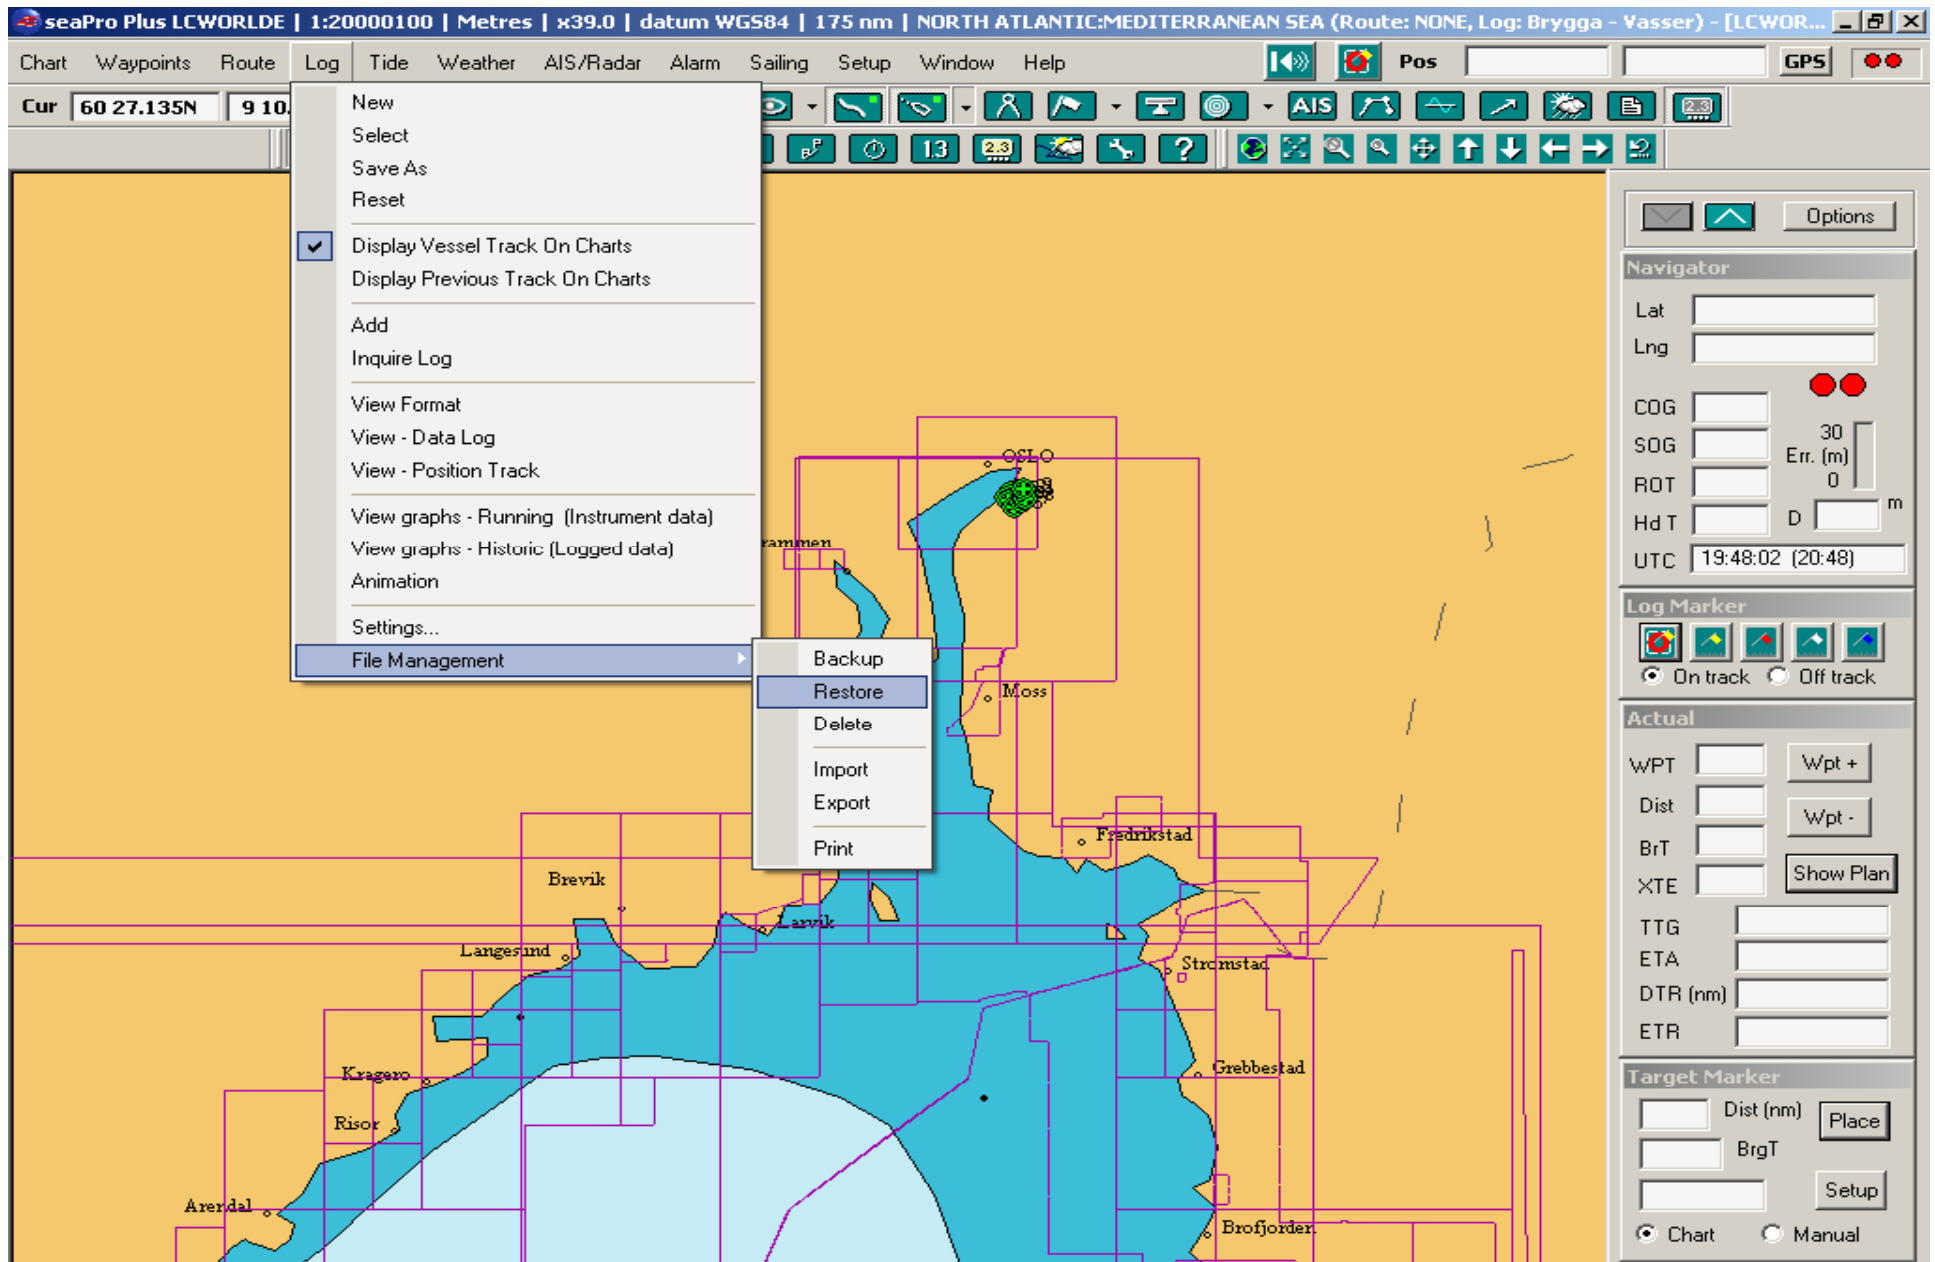 seaPro Plus LCWORLDE | 1:20000100 | Metres | x39.0 | datum WGS84 | 175 nm | NORTH ATLANTIC:MEDITERRANEAN SEA (Route: NONE, Log: Brygga - Vasser) - [LCWOR...
Chart Waypoints Route Log Tide Weather AIS/Radar Alarm Sailing Setup Window Help Pos GPS
Cur 60 27.135N 9 10. AIS 2.3
1.3 2.3 ?
New
Select
Save As
Reset
Display Vessel Track On Charts
Display Previous Track On Charts
Add
Inquire Log
View Format
View - Data Log
View - Position Track
View graphs - Running (Instrument data)
View graphs - Historic (Logged data)
Animation
Settings...
File Management
Backup
Restore
Delete
Import
Export
Print
OSLO
rammen
Moss
Fredrikstad
Brevik
Larvik
Langesund
Stromstad
Kragero
Grebbestad
Risor
Arendal
Brofjorden
Options
Navigator
Lat
Lng
COG
SOG 30
Err. (m)
ROT 0
Hd T D m
UTC 19:48:02 (20:48)
Log Marker
On track Off track
Actual
WPT Wpt +
Dist Wpt -
BrT
XTE Show Plan
TTG
ETA
DTR (nm)
ETR
Target Marker
Dist (nm) Place
BrgT
Setup
Chart Manual